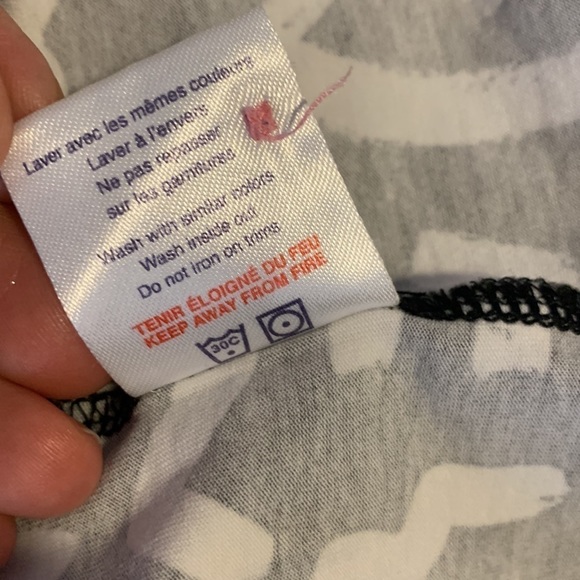 Laver avec les mêmes couleurs
Laver à l'envers
Ne pas repasser
sur les garnitures
Wash with similar colors
Wash inside out
Do not iron on trims
TENIR ÉLOIGNÉ DU FEU
KEEP AWAY FROM FIRE
30C